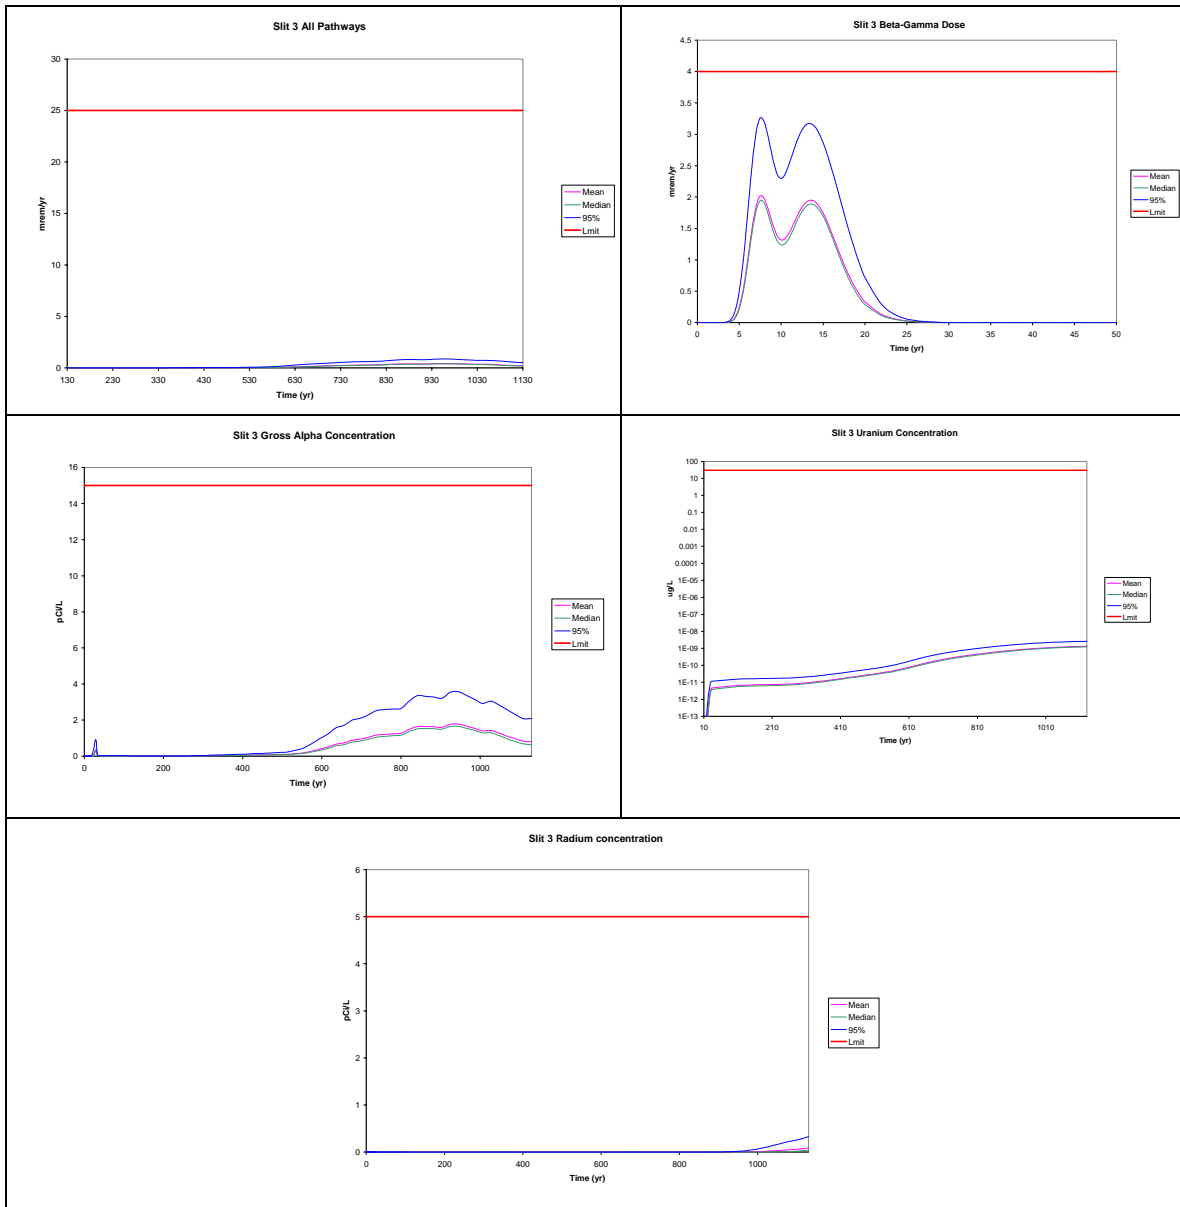 Slit 3 All Pathways
30
25
20
15
10
5
0
mrem/yr
130 230 330 430 530 630 730 830 930 1030 1130
Time (yr)
Mean
Median
95%
Lmit
Slit 3 Beta-Gamma Dose
4.5
4
3.5
3
2.5
2
1.5
1
0.5
0
mrem/yr
0 5 10 15 20 25 30 35 40 45 50
Time (yr)
Mean
Median
95%
Lmit
Slit 3 Gross Alpha Concentration
16
14
12
10
8
6
4
2
0
pCi/L
0 200 400 600 800 1000
Time (yr)
Mean
Median
95%
Lmit
Slit 3 Uranium Concentration
100
10
1
0.1
0.01
0.001
0.0001
1E-05
1E-06
1E-07
1E-08
1E-09
1E-10
1E-11
1E-12
1E-13
ug/L
10 210 410 610 810 1010
Time (yr)
Mean
Median
95%
Lmit
Slit 3 Radium concentration
6
5
4
3
2
1
0
pCi/L
0 200 400 600 800 1000
Time (yr)
Mean
Median
95%
Lmit